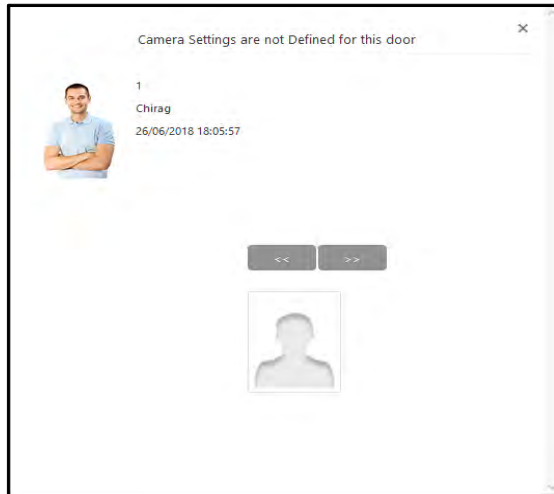 Camera Settings are not Defined for this door
1
Chirag
26/06/2018 18:05:57
<< >>